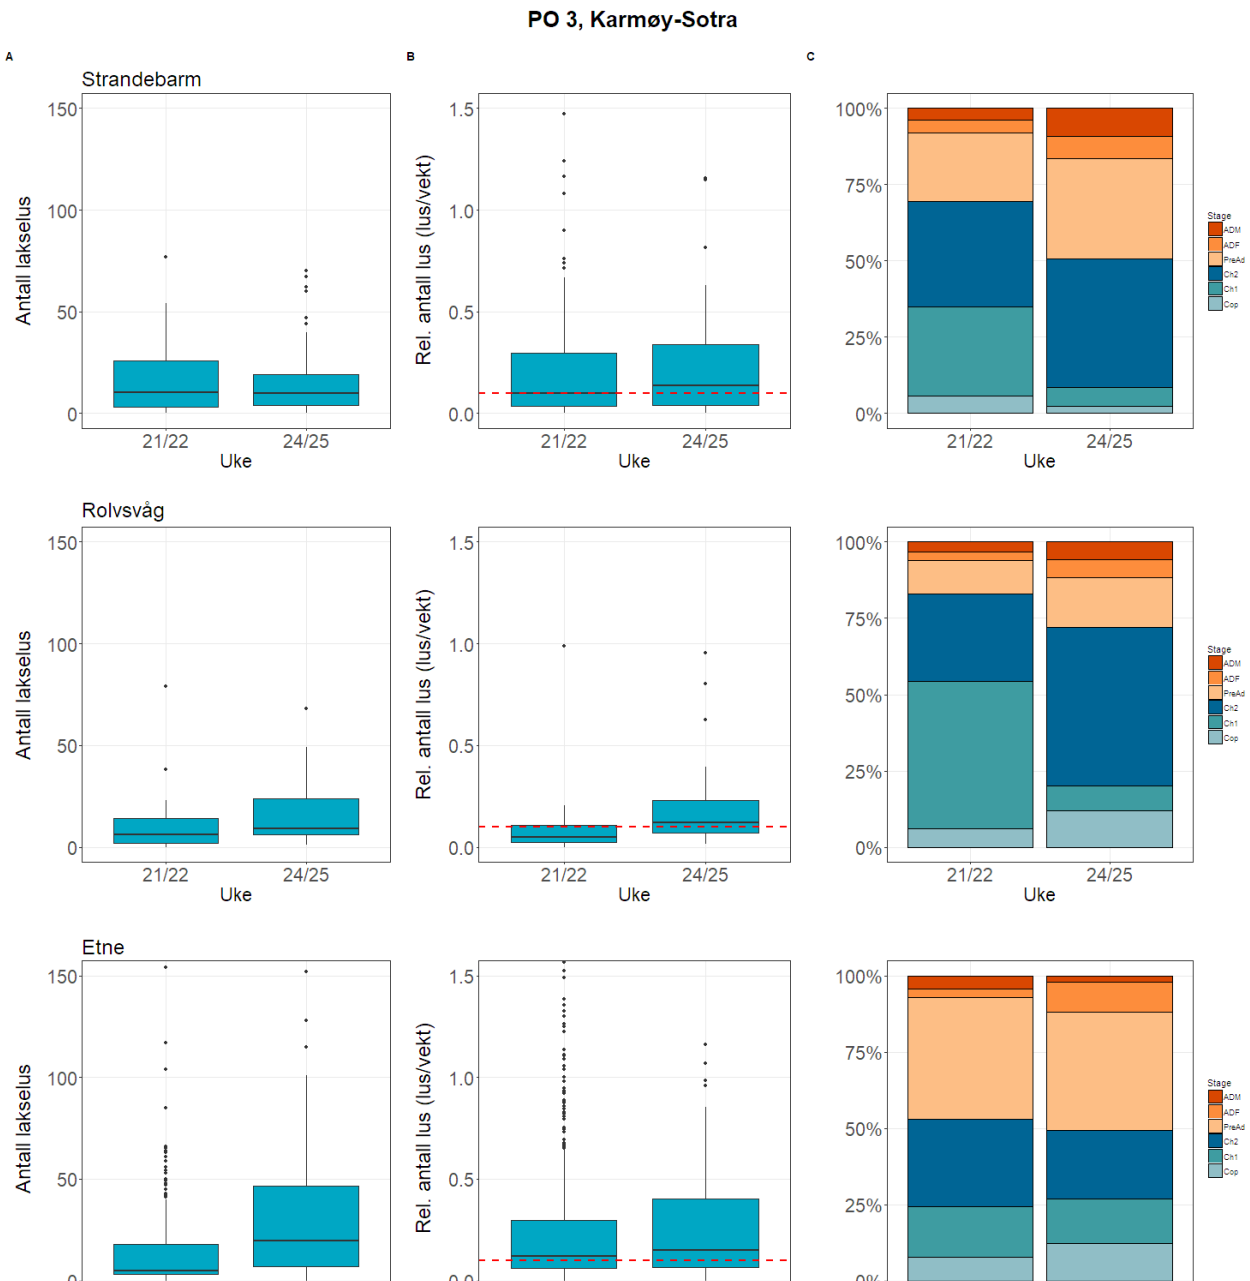 PO 3, Karmøy-Sotra
A
B
C
Strandebarm
Antall lakselus
150
100
50
0
21/22
24/25
Uke
Rel. antall lus (lus/vekt)
1.5
1.0
0.5
0.0
21/22
24/25
Uke
100%
75%
50%
25%
0%
21/22
24/25
Uke
Stage
ADM
ADF
PreAd
Ch2
Ch1
Cop
Rolvsvåg
Antall lakselus
150
100
50
0
21/22
24/25
Uke
Rel. antall lus (lus/vekt)
1.5
1.0
0.5
0.0
21/22
24/25
Uke
100%
75%
50%
25%
0%
21/22
24/25
Uke
Stage
ADM
ADF
PreAd
Ch2
Ch1
Cop
Etne
Antall lakselus
150
100
50
0
Rel. antall lus (lus/vekt)
1.5
1.0
0.5
0.0
100%
75%
50%
25%
0%
Stage
ADM
ADF
PreAd
Ch2
Ch1
Cop